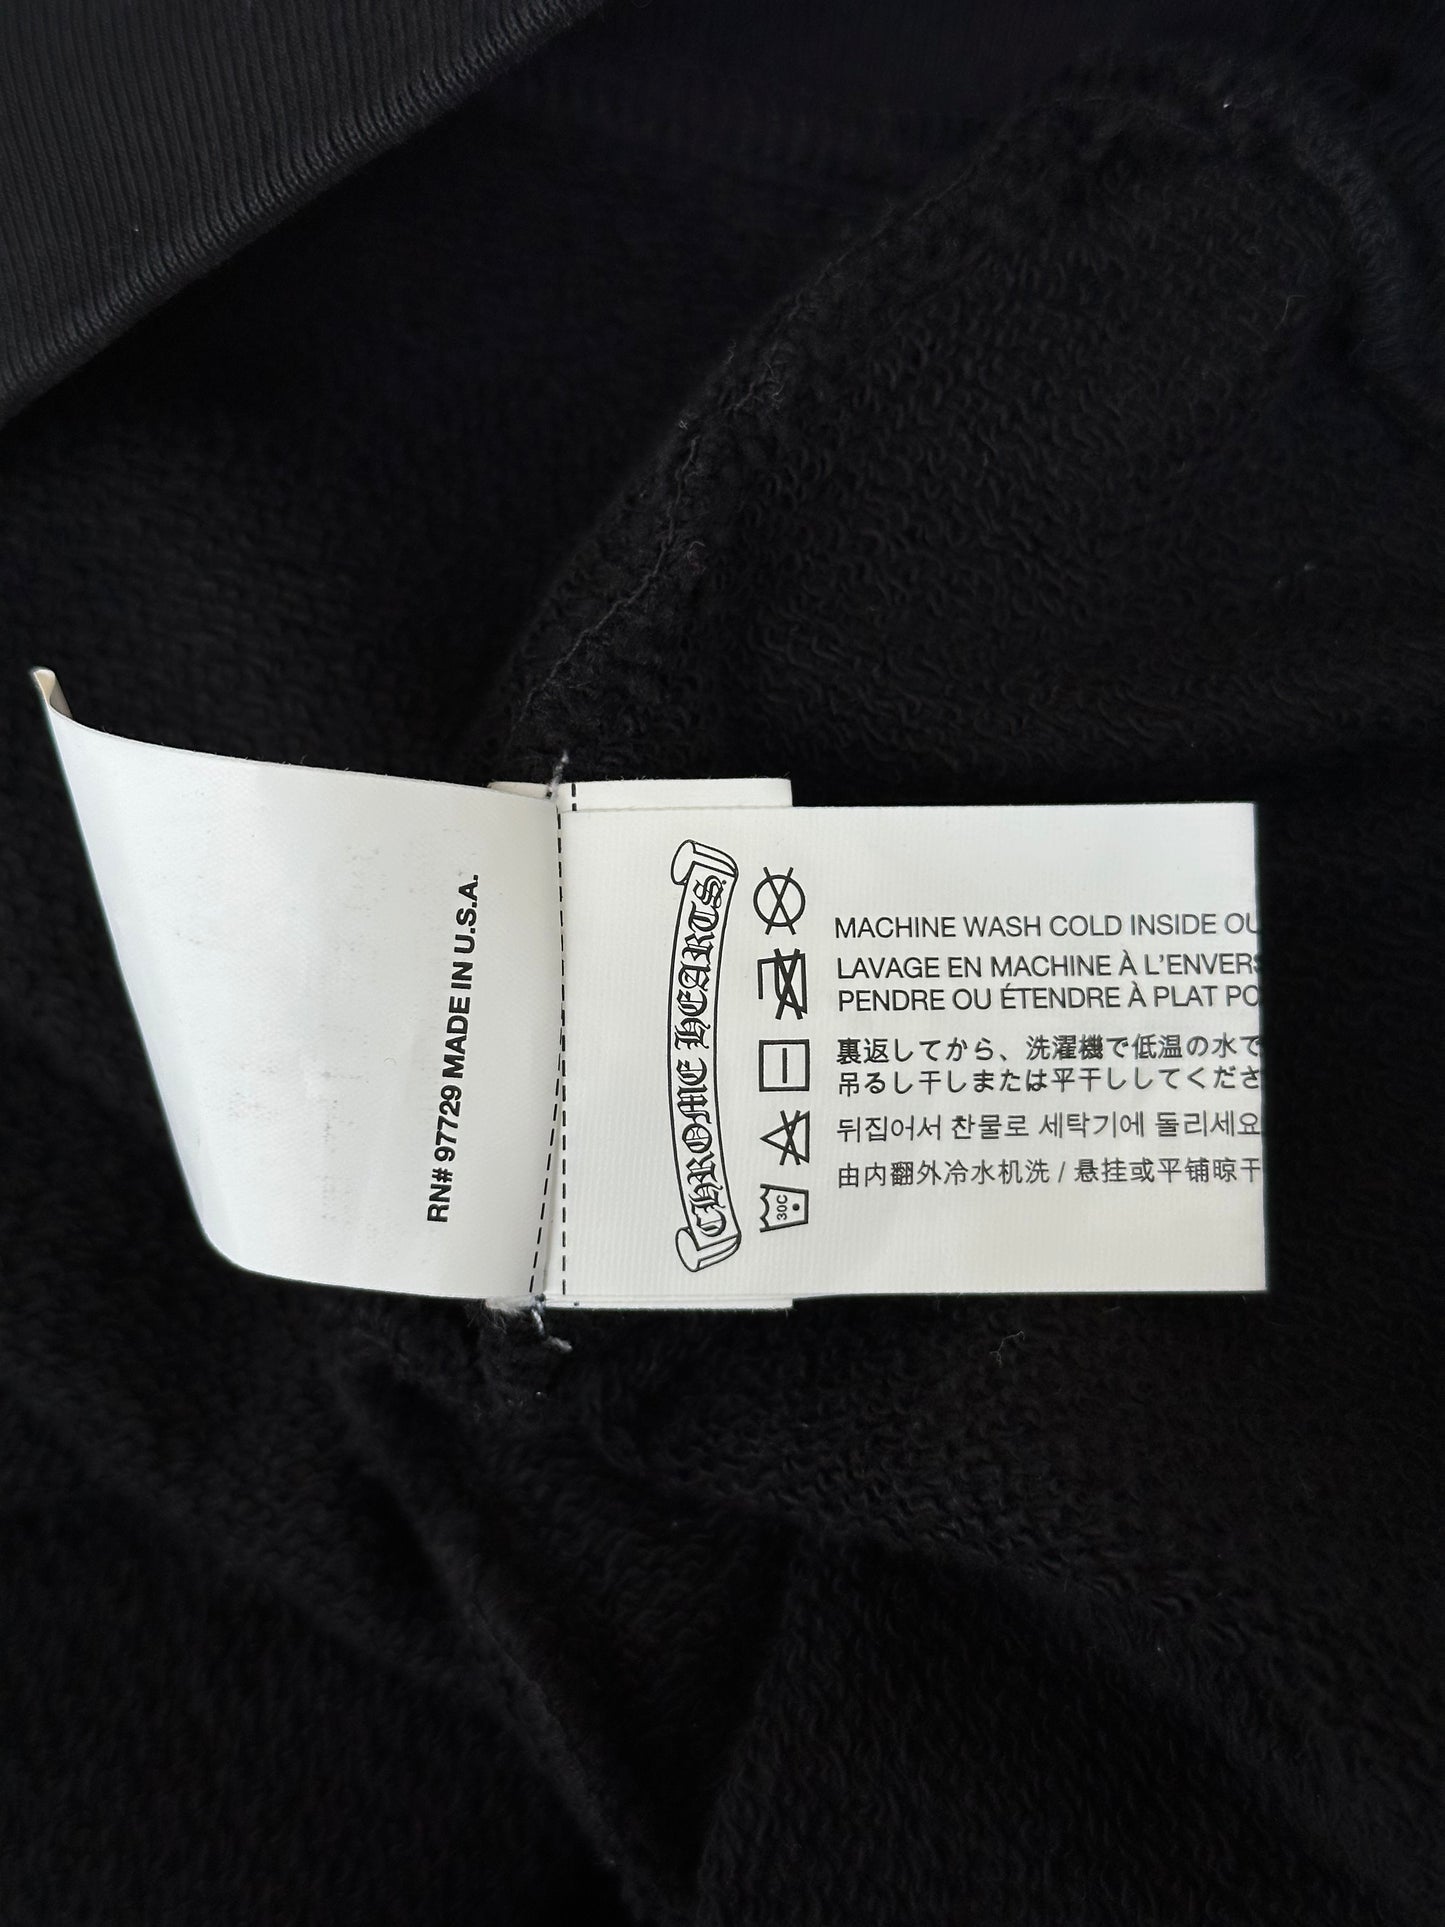 RN# 97729 MADE IN U.S.A.
CHROME HEARTS
30C
MACHINE WASH COLD INSIDE OU
LAVAGE EN MACHINE À L'ENVERS
PENDRE OU ÉTENDRE À PLAT PO
裏返してから、洗濯機で低温の水で
吊るし干しまたは平干ししてくださ
뒤집어서 찬물로 세탁기에 돌리세요
由内翻外冷水机洗 / 悬挂或平铺晾干